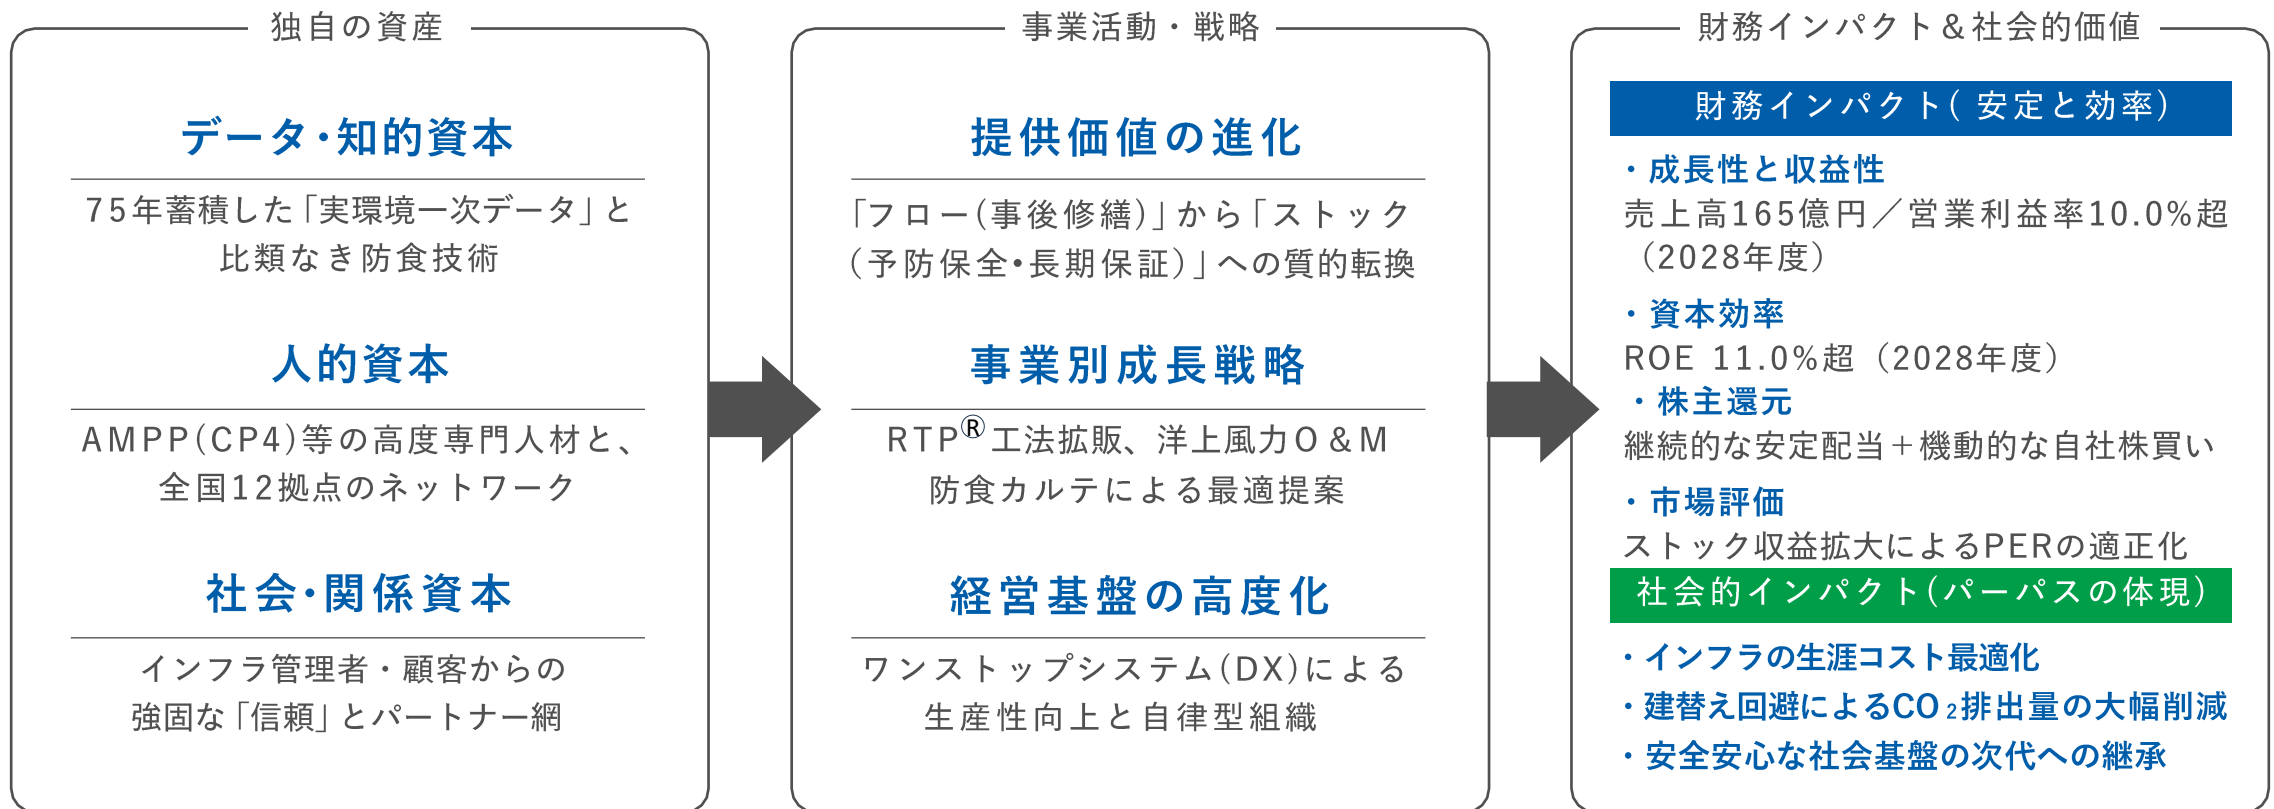 独自の資産
データ・知的資本
75年蓄積した「実環境一次データ」と
比類なき防食技術
人的資本
AMPP(CP4)等の高度専門人材と、
全国12拠点のネットワーク
社会・関係資本
インフラ管理者・顧客からの
強固な「信頼」とパートナー網
事業活動・戦略
提供価値の進化
「フロー(事後修繕)」から「ストック
(予防保全・長期保証)」への質的転換
事業別成長戦略
RTP®工法拡販、洋上風力O&M
防食カルテによる最適提案
経営基盤の高度化
ワンストップシステム(DX)による
生産性向上と自律型組織
財務インパクト&社会的価値
財務インパクト(安定と効率)
・成長性と収益性
売上高165億円/営業利益率10.0%超
(2028年度)
・資本効率
ROE 11.0%超(2028年度)
・株主還元
継続的な安定配当+機動的な自社株買い
・市場評価
ストック収益拡大によるPERの適正化
社会的インパクト(パーパスの体現)
・インフラの生涯コスト最適化
・建替え回避によるCO₂排出量の大幅削減
・安全安心な社会基盤の次代への継承